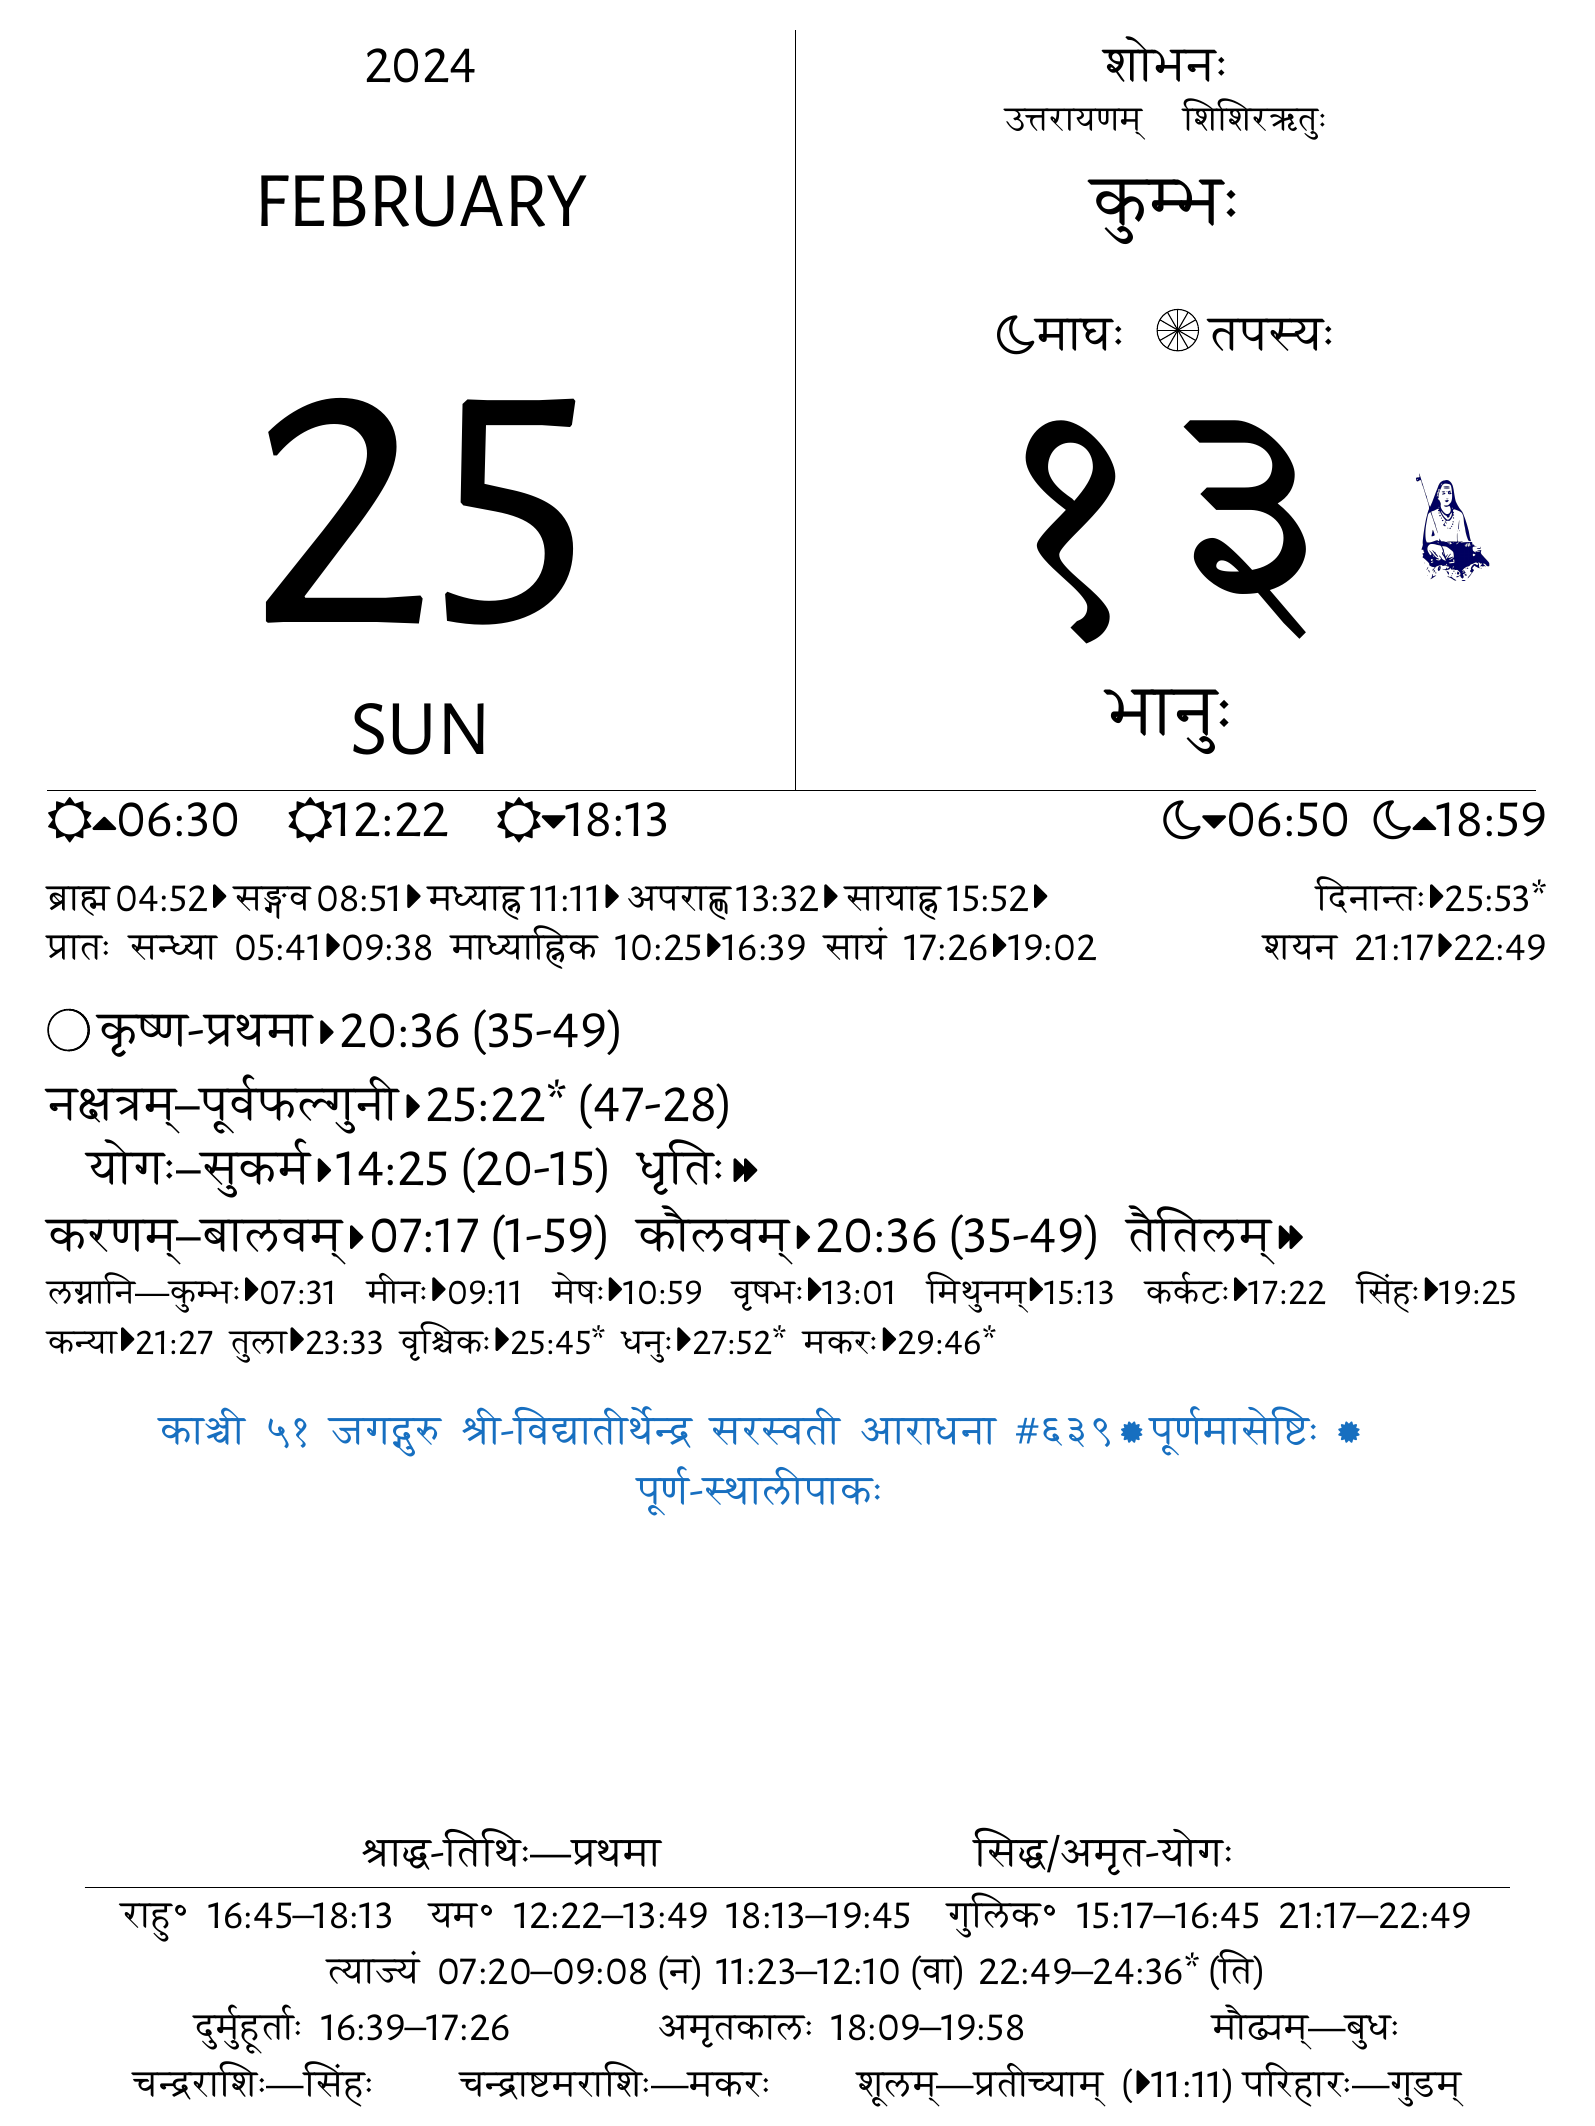 2024
FEBRUARY
25
SUN
शोभनः
उत्तरायणम् शिशिरऋतुः
कुम्भः
माघः तपस्यः
१३
भानुः
06:30 12:22 18:13 06:50 18:59
ब्राह्म 04:52 सङ्गव 08:51 मध्याह्न 11:11 अपराह्ण 13:32 सायाह्न 15:52 दिनान्तः 25:53*
प्रातः सन्ध्या 05:41 09:38 माध्याह्निक 10:25 16:39 सायं 17:26 19:02 शयन 21:17 22:49
कृष्ण-प्रथमा 20:36 (35-49)
नक्षत्रम्–पूर्वफल्गुनी 25:22* (47-28)
योगः–सुकर्म 14:25 (20-15) धृतिः
करणम्–बालवम् 07:17 (1-59) कौलवम् 20:36 (35-49) तैतिलम्
लग्नानि—कुम्भः 07:31 मीनः 09:11 मेषः 10:59 वृषभः 13:01 मिथुनम् 15:13 कर्कटः 17:22 सिंहः 19:25
कन्या 21:27 तुला 23:33 वृश्चिकः 25:45* धनुः 27:52* मकरः 29:46*
काञ्ची ५१ जगद्गुरु श्री-विद्यातीर्थेन्द्र सरस्वती आराधना #६३९ पूर्णमासेष्टिः
पूर्ण-स्थालीपाकः
श्राद्ध-तिथिः—प्रथमा सिद्ध/अमृत-योगः
राहु॰ 16:45–18:13 यम॰ 12:22–13:49 18:13–19:45 गुलिक॰ 15:17–16:45 21:17–22:49
त्याज्यं 07:20–09:08 (न) 11:23–12:10 (वा) 22:49–24:36* (ति)
दुर्मुहूर्ताः 16:39–17:26 अमृतकालः 18:09–19:58 मौढ्यम्—बुधः
चन्द्रराशिः—सिंहः चन्द्राष्टमराशिः—मकरः शूलम्—प्रतीच्याम् ( 11:11) परिहारः—गुडम्